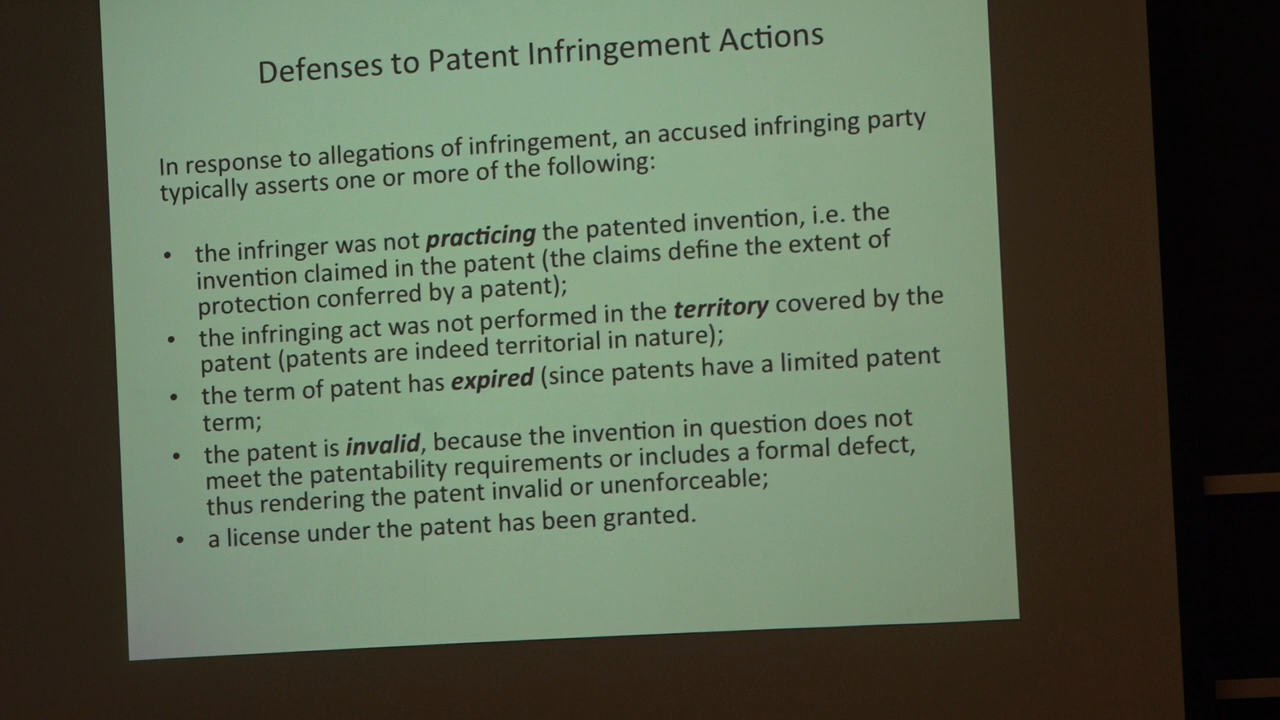 Defenses to Patent Infringement Actions
In response to allegations of infringement, an accused infringing party
typically asserts one or more of the following:
• the infringer was not practicing the patented invention, i.e. the
invention claimed in the patent (the claims define the extent of
protection conferred by a patent);
• the infringing act was not performed in the territory covered by the
patent (patents are indeed territorial in nature);
• the term of patent has expired (since patents have a limited patent
term;
• the patent is invalid, because the invention in question does not
meet the patentability requirements or includes a formal defect,
thus rendering the patent invalid or unenforceable;
• a license under the patent has been granted.